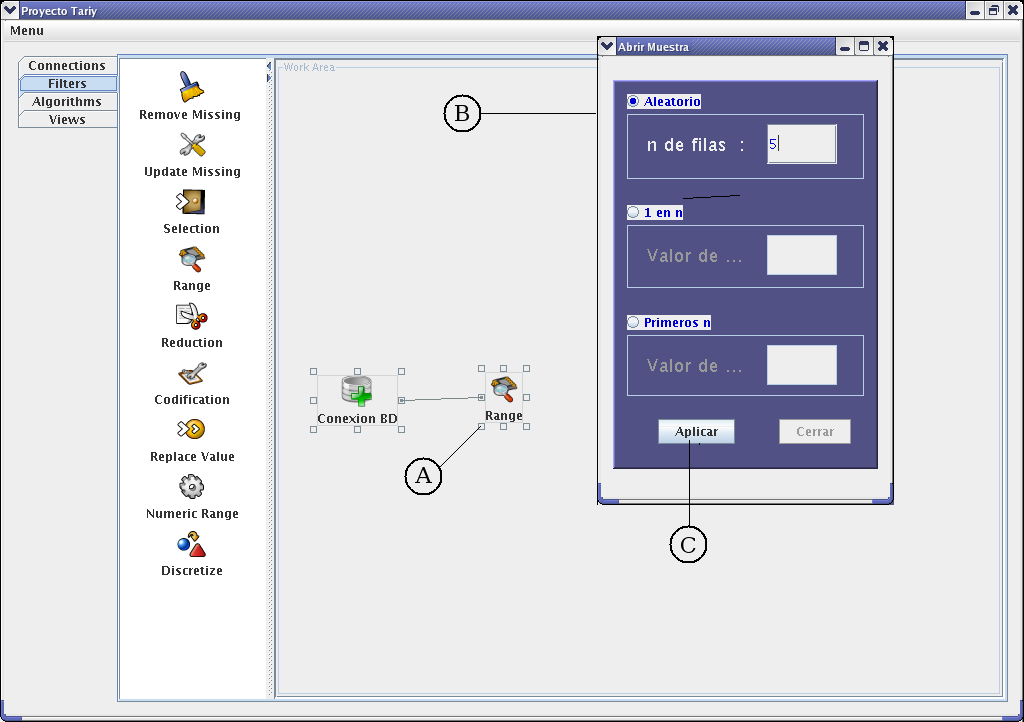 Proyecto Tariy
Menu
Connections
Filters
Algorithms
Views
Remove Missing
Update Missing
Selection
Range
Reduction
Codification
Replace Value
Numeric Range
Discretize
Work Area
Conexion BD
Range
A
B
Abrir Muestra
Aleatorio
n de filas : 5
1 en n
Valor de ...
Primeros n
Valor de ...
Aplicar Cerrar
C